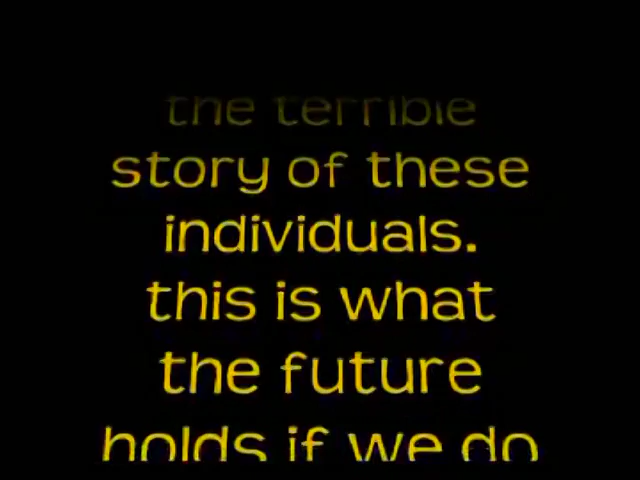 the terrible
story of these
individuals.
this is what
the future
holds if we do